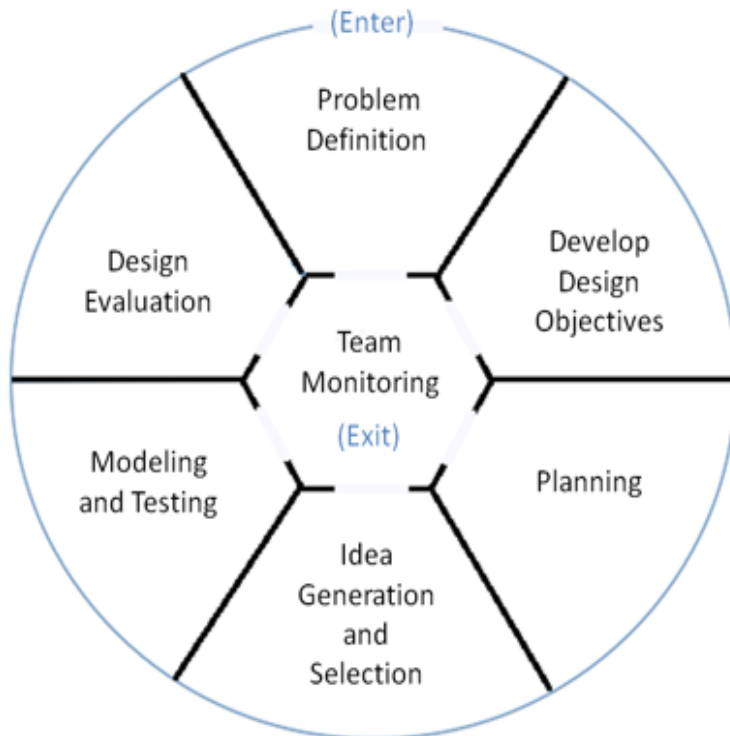 (Enter)
Problem
Definition
Develop
Design
Objectives
Planning
Idea
Generation
and
Selection
Modeling
and Testing
Design
Evaluation
Team
Monitoring
(Exit)